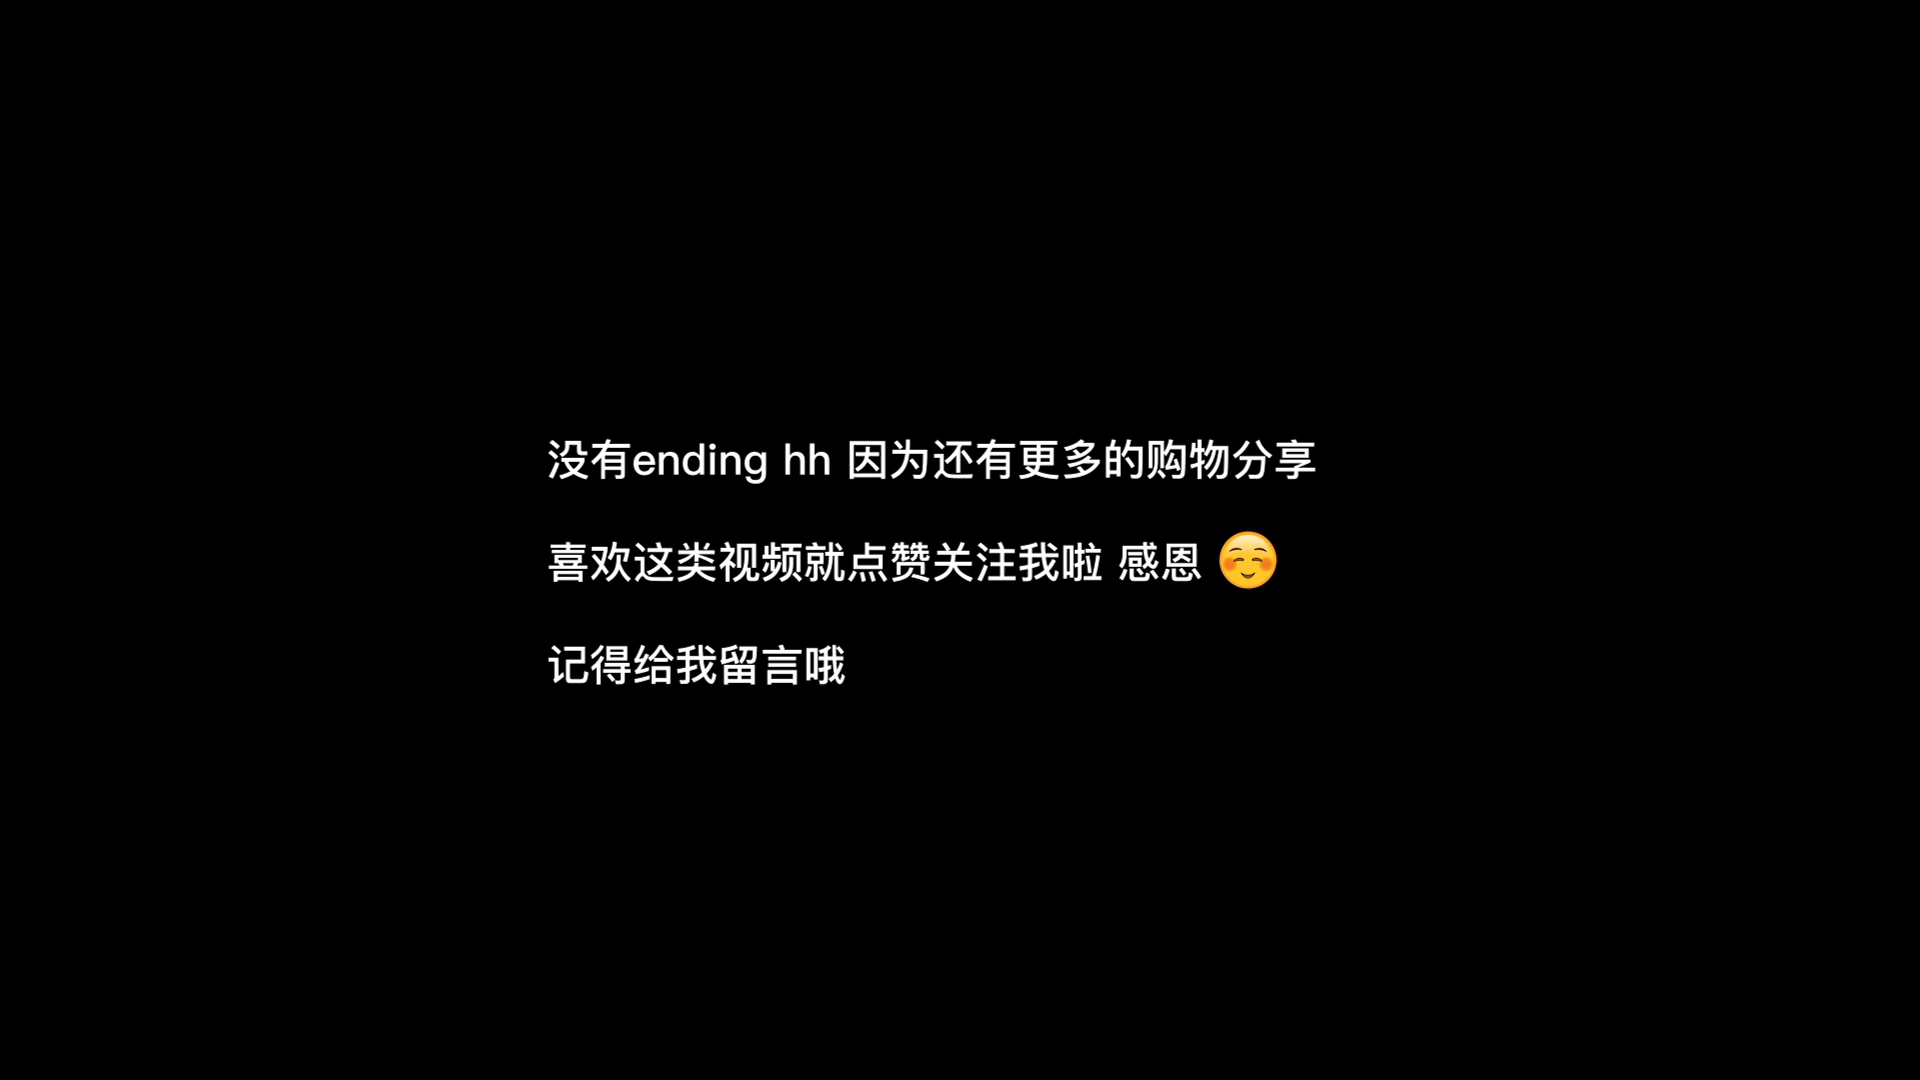 没有ending hh 因为还有更多的购物分享
喜欢这类视频就点赞关注我啦 感恩 ☺️
记得给我留言哦